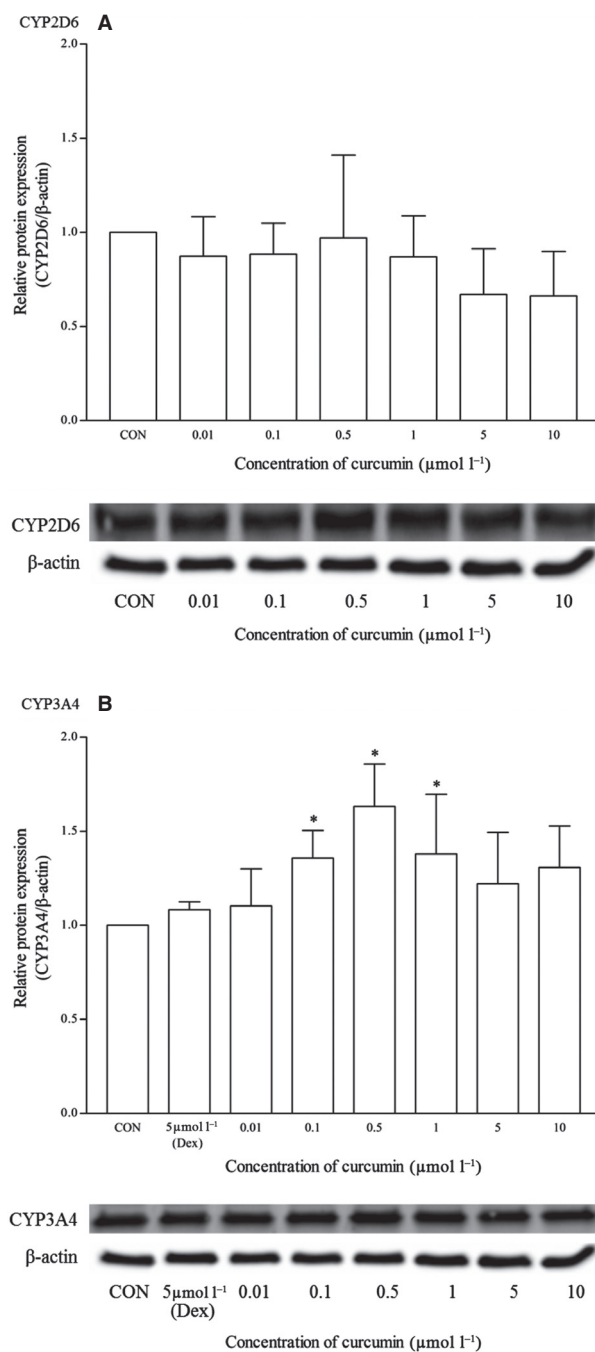 CYP2D6 A
2.0
1.5
1.0
0.5
0.0
Relative protein expression
(CYP2D6/β-actin)
CON 0.01 0.1 0.5 1 5 10
Concentration of curcumin (µmol l⁻¹)
CYP2D6
β-actin
CON 0.01 0.1 0.5 1 5 10
Concentration of curcumin (µmol l⁻¹)
CYP3A4 B
2.0
1.5
1.0
0.5
0.0
Relative protein expression
(CYP3A4/β-actin)
* * *
CON 5µmol l⁻¹ 0.01 0.1 0.5 1 5 10
(Dex)
Concentration of curcumin (µmol l⁻¹)
CYP3A4
β-actin
CON 5µmol l⁻¹ 0.01 0.1 0.5 1 5 10
(Dex)
Concentration of curcumin (µmol l⁻¹)